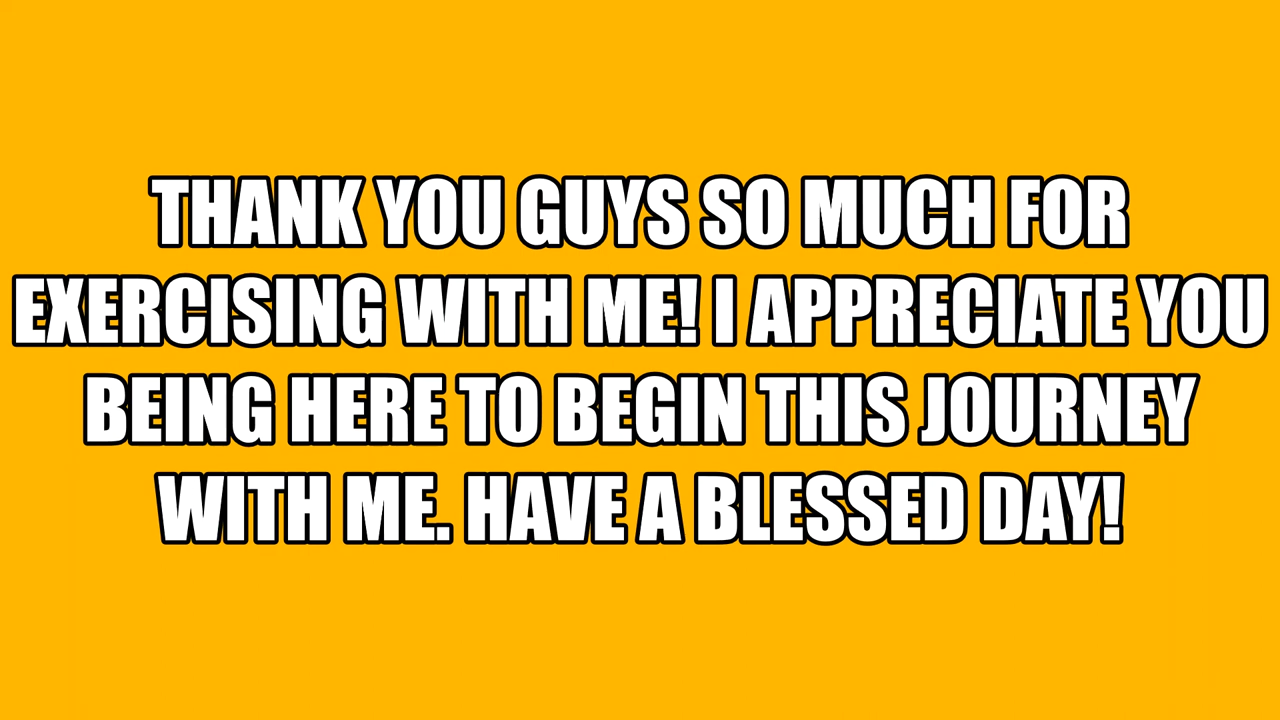 THANK YOU GUYS SO MUCH FOR
EXERCISING WITH ME! I APPRECIATE YOU
BEING HERE TO BEGIN THIS JOURNEY
WITH ME. HAVE A BLESSED DAY!